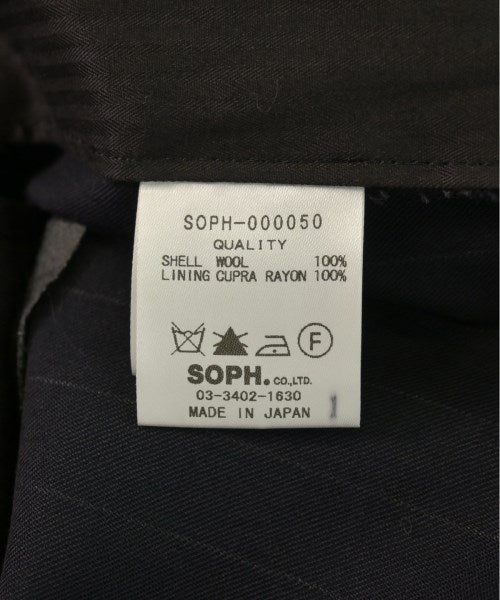 SOPH-000050
QUALITY
SHELL WOOL 100%
LINING CUPRA RAYON 100%
F
SOPH. CO.,LTD.
03-3402-1630
MADE IN JAPAN 1